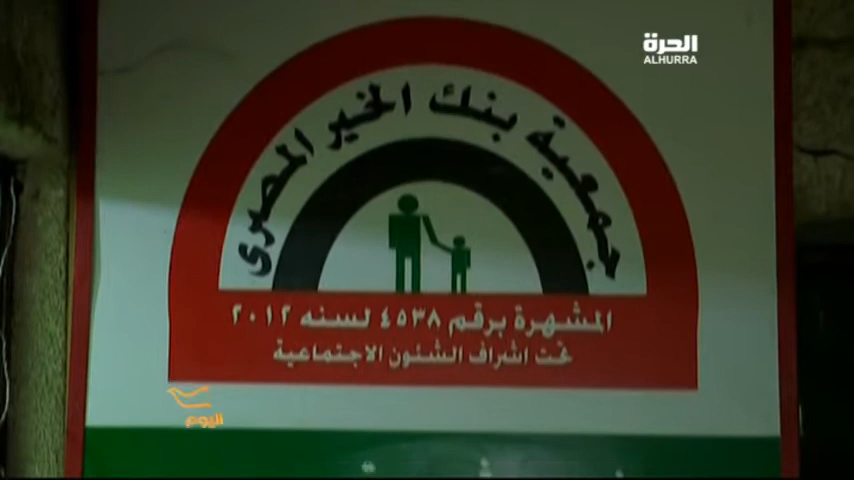 الحرة
ALHURRA
جمعية بنك الخير المصرى
المشهرة برقم ٤٥٣٨ لسنه ٢٠١٢
تحت اشراف الشئون الاجتماعية
اليوم